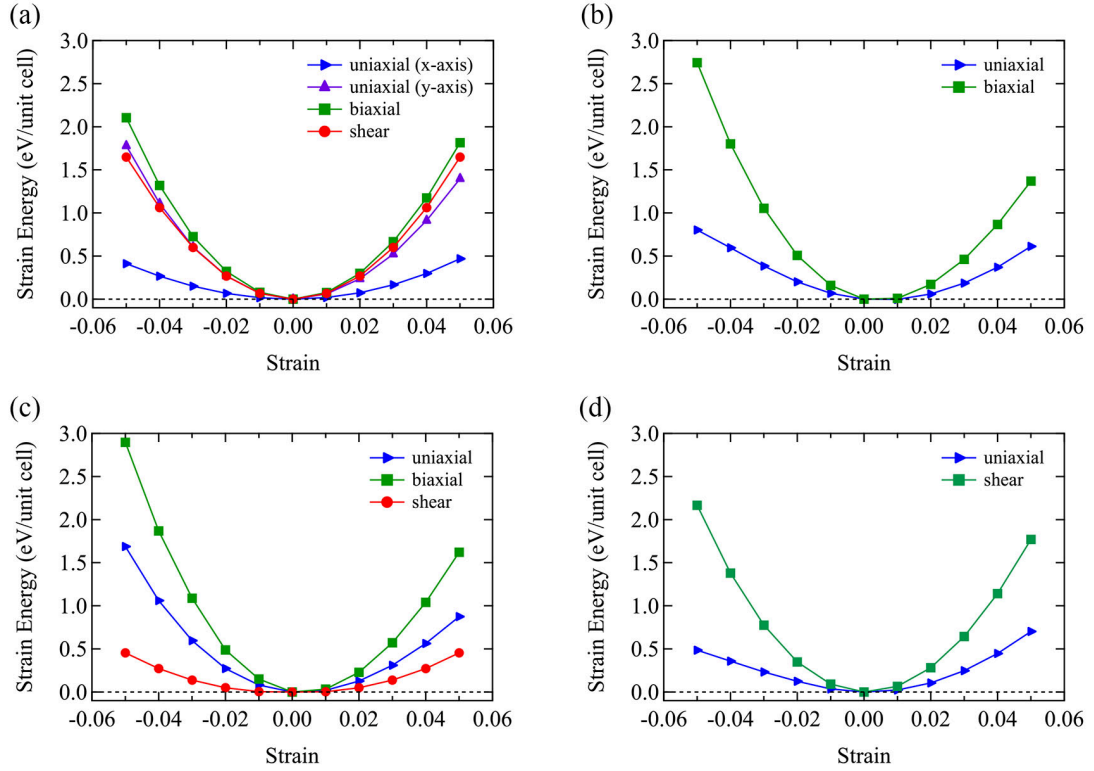 (a)
Strain Energy (eV/unit cell)
3.0
2.5
2.0
1.5
1.0
0.5
0.0
-0.06 -0.04 -0.02 0.00 0.02 0.04 0.06
Strain
uniaxial (x-axis)
uniaxial (y-axis)
biaxial
shear
(b)
Strain Energy (eV/unit cell)
3.0
2.5
2.0
1.5
1.0
0.5
0.0
-0.06 -0.04 -0.02 0.00 0.02 0.04 0.06
Strain
uniaxial
biaxial
(c)
Strain Energy (eV/unit cell)
3.0
2.5
2.0
1.5
1.0
0.5
0.0
-0.06 -0.04 -0.02 0.00 0.02 0.04 0.06
Strain
uniaxial
biaxial
shear
(d)
Strain Energy (eV/unit cell)
3.0
2.5
2.0
1.5
1.0
0.5
0.0
-0.06 -0.04 -0.02 0.00 0.02 0.04 0.06
Strain
uniaxial
shear